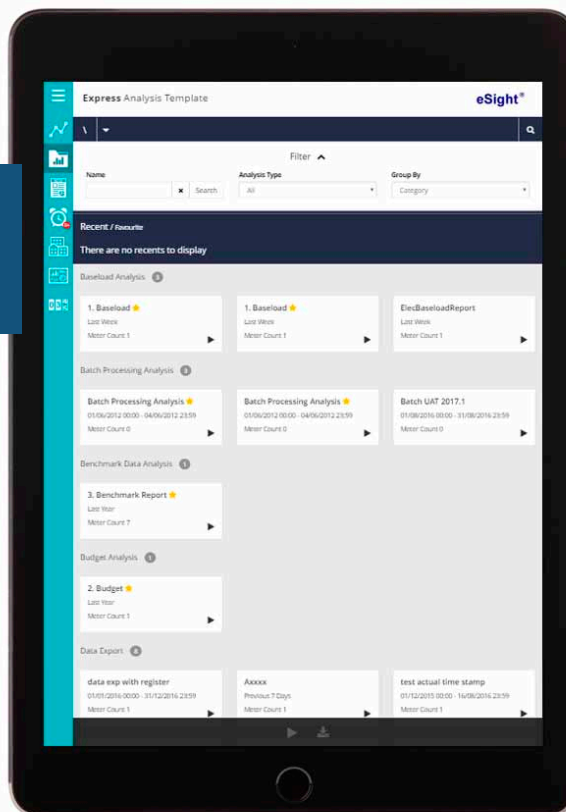 Express Analysis Template
eSight®
\
Filter
Name
Analysis Type
Group By
Search
All
Category
Recent / Favourite
There are no recents to display
Baseload Analysis 3
1. Baseload
Last Week
Meter Count 1
1. Baseload
Last Week
Meter Count 1
ElecBaseloadReport
Last Week
Meter Count 1
Batch Processing Analysis 3
Batch Processing Analysis
01/06/2012 00:00 - 04/06/2012 23:59
Meter Count 0
Batch Processing Analysis
01/06/2012 00:00 - 04/06/2012 23:59
Meter Count 0
Batch UAT 2017.1
01/08/2016 00:00 - 31/08/2016 23:59
Meter Count 0
Benchmark Data Analysis 1
3. Benchmark Report
Last Year
Meter Count 7
Budget Analysis 1
2. Budget
Last Year
Meter Count 1
Data Export
data exp with register
01/01/2016 00:00 - 31/12/2016 23:59
Meter Count 1
Axxxx
Previous 7 Days
Meter Count 1
test actual time stamp
01/12/2015 00:00 - 16/08/2016 23:59
Meter Count 1